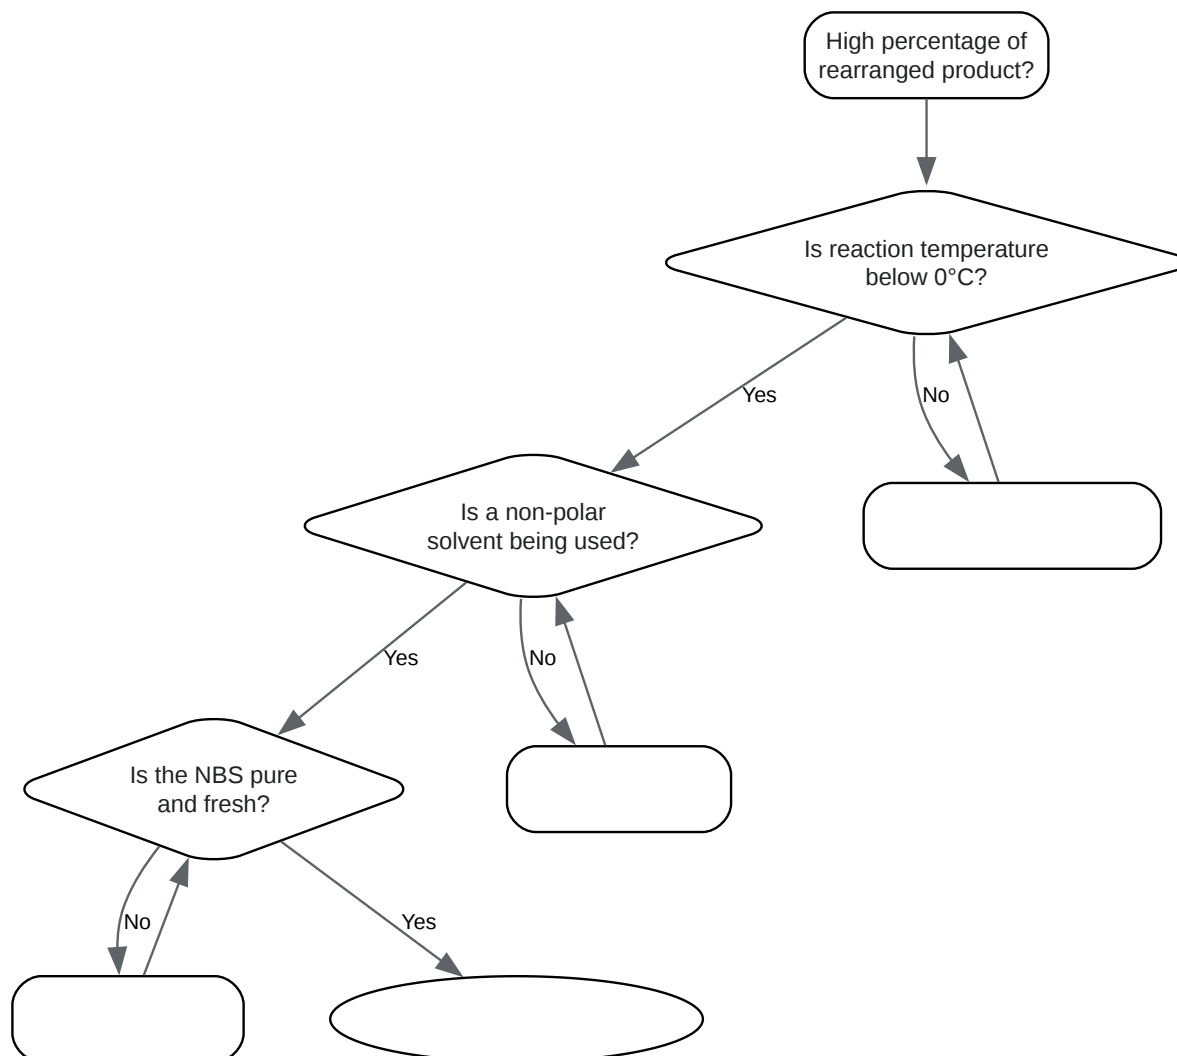 High percentage of
rearranged product?
Is reaction temperature
below 0°C?
Yes
No
Is a non-polar
solvent being used?
Yes
No
Is the NBS pure
and fresh?
No
Yes